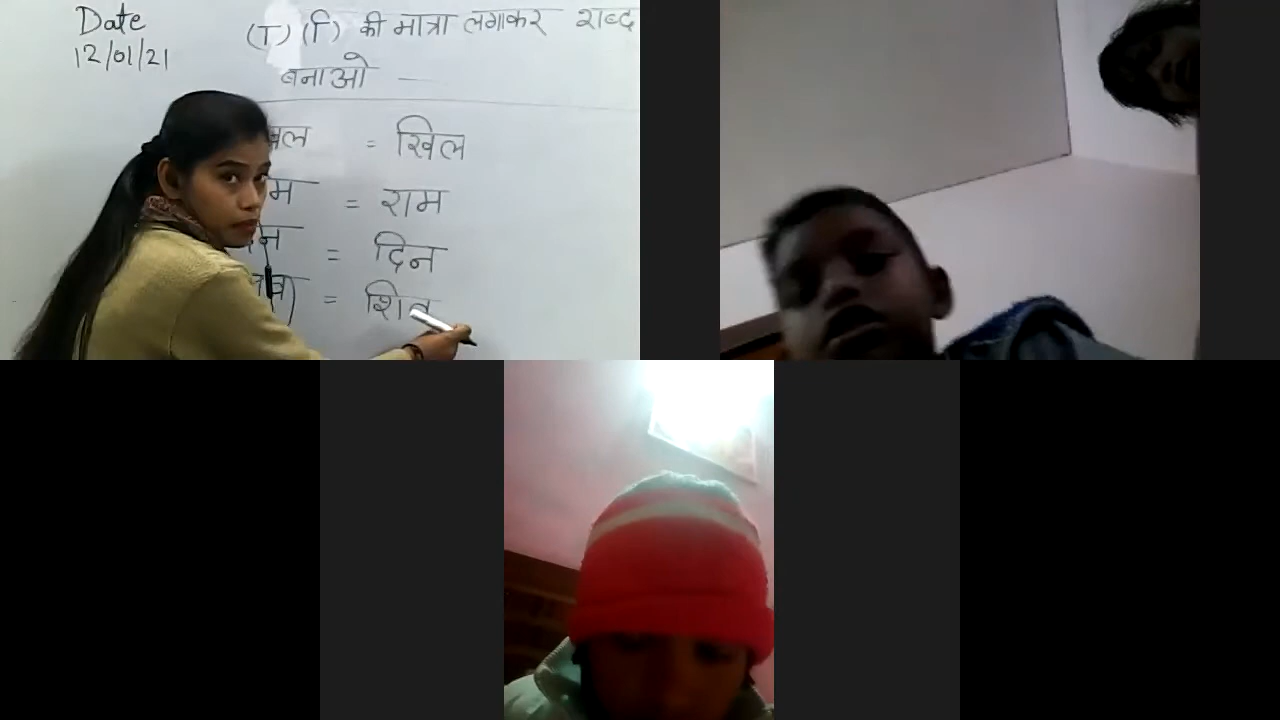 Date
12/01/21
(ा) (ि) की मात्रा लगाकर शब्द
बनाओ —
= खिल
म = राम
न = दिन
= शिव